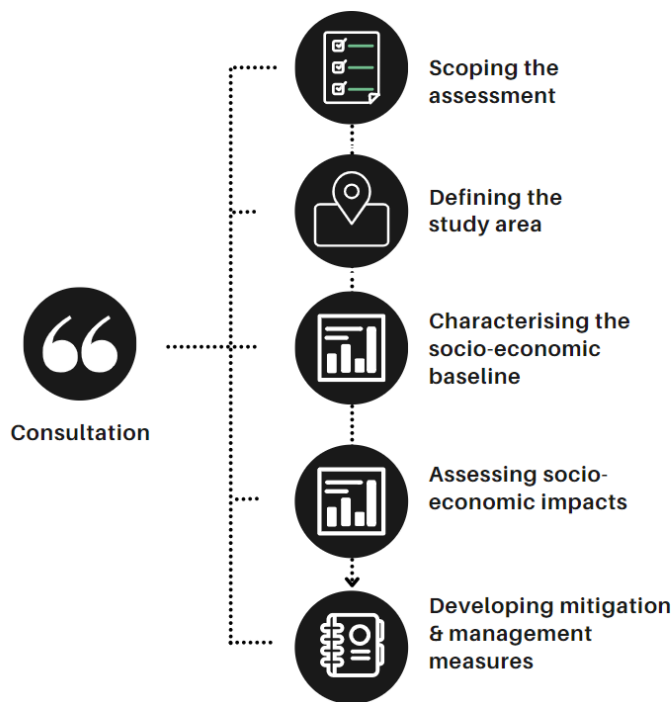 Scoping the
assessment
Defining the
study area
Characterising the
socio-economic
baseline
Consultation
Assessing socio-
economic impacts
Developing mitigation
& management
measures